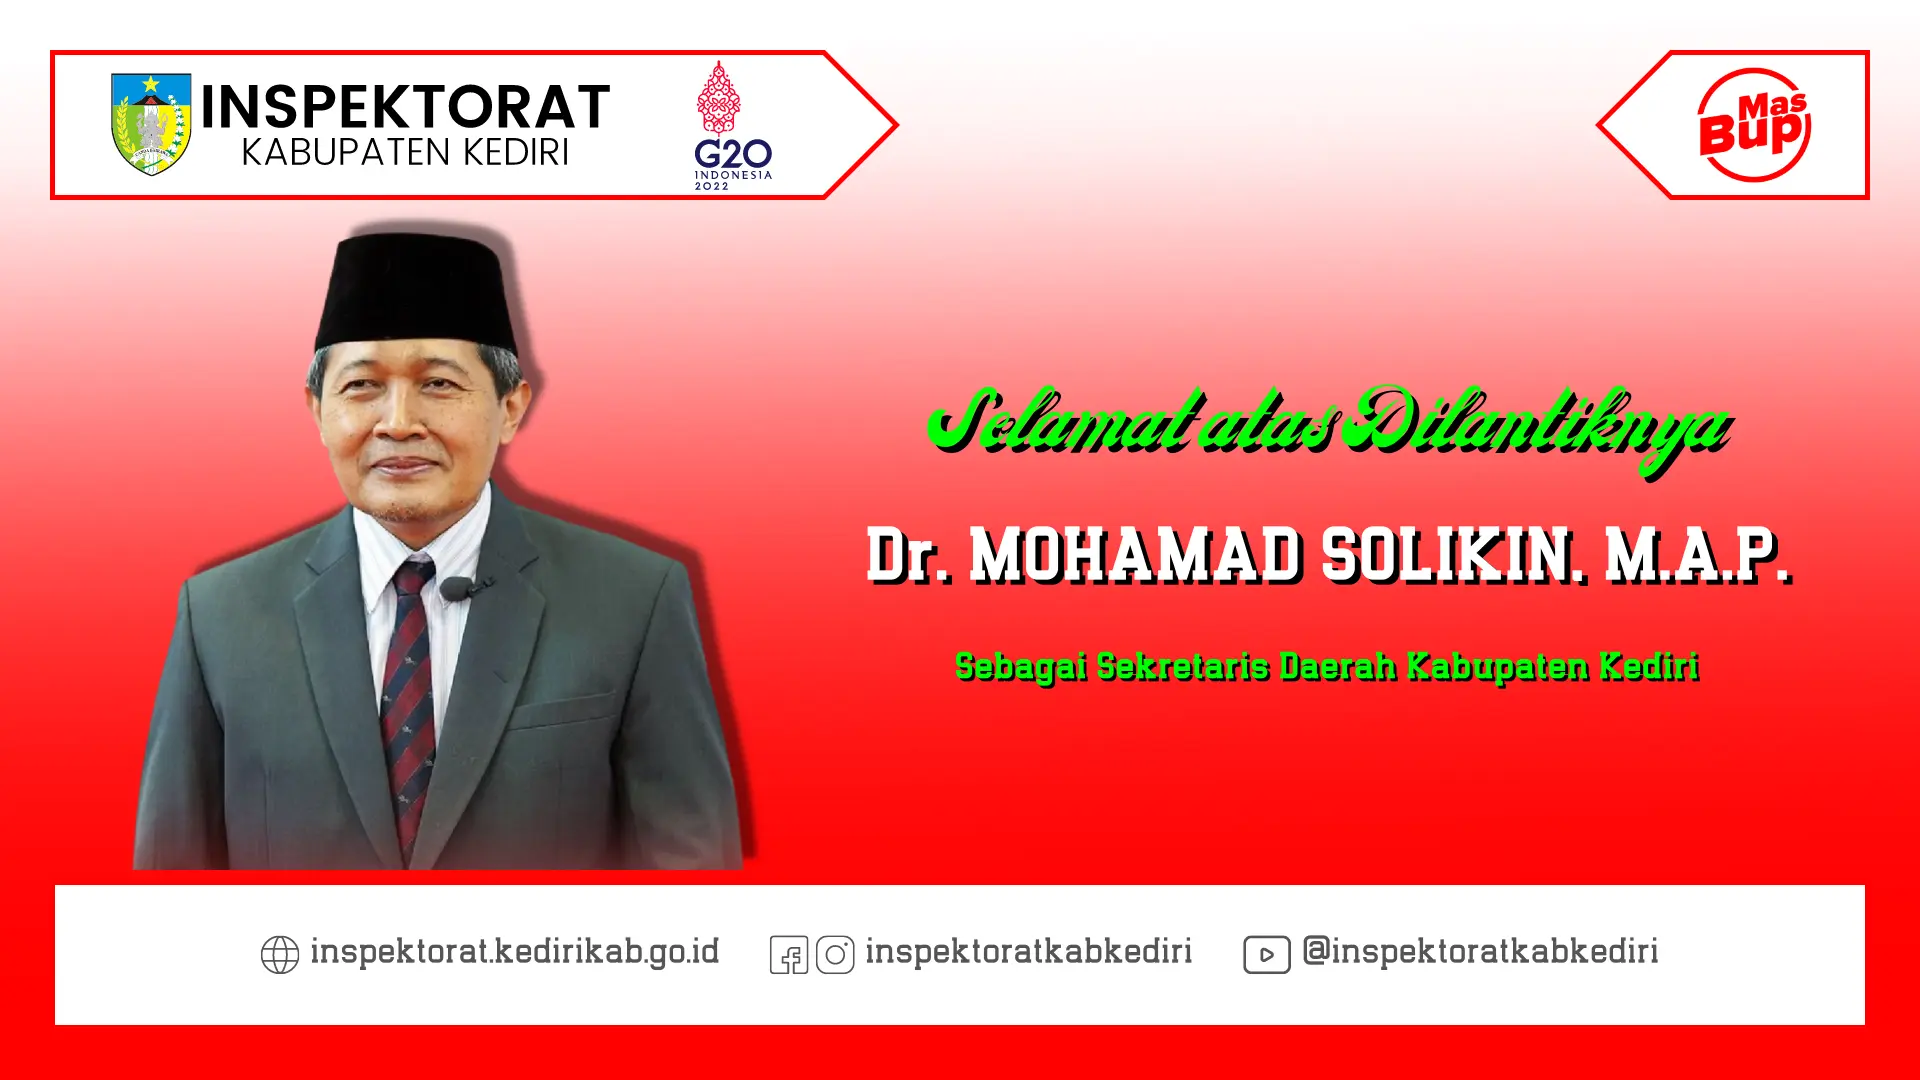 INSPEKTORAT
KABUPATEN KEDIRI
G20
INDONESIA
2022
Mas
Bup
Selamat atas Dilantiknya
Dr. MOHAMAD SOLIKIN, M.A.P.
Sebagai Sekretaris Daerah Kabupaten Kediri
inspektorat.kedirikab.go.id
inspektoratkabkediri
@inspektoratkabkediri